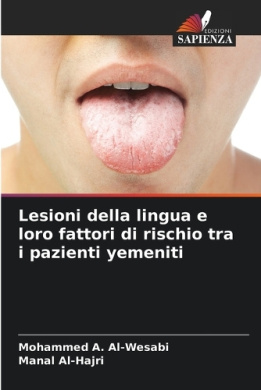 EDIZIONI
SAPIENZA
Lesioni della lingua e
loro fattori di rischio tra
i pazienti yemeniti
Mohammed A. Al-Wesabi
Manal Al-Hajri